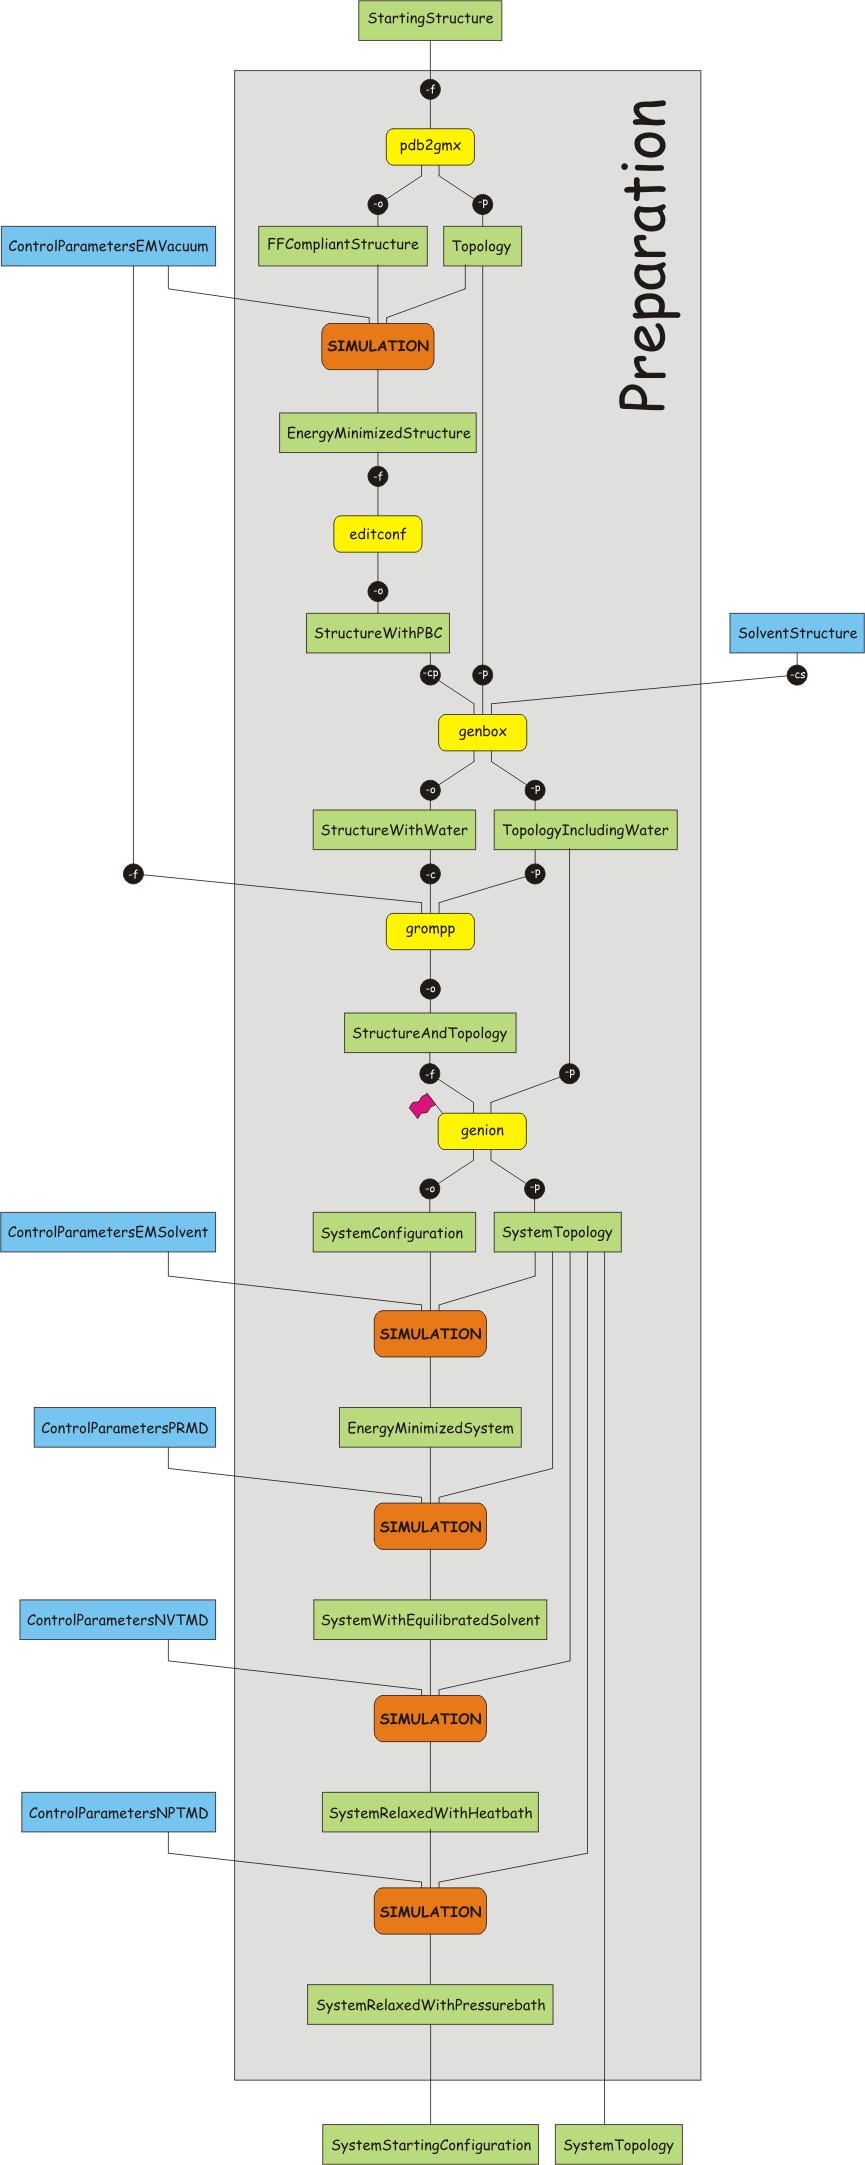 StartingStructure
-f
Preparation
pdb2gmx
-o
-p
ControlParametersEMVacuum
FFCompliantStructure
Topology
SIMULATION
EnergyMinimizedStructure
-f
editconf
-o
StructureWithPBC
SolventStructure
-cp
-p
-cs
genbox
-o
-p
StructureWithWater
TopologyIncludingWater
-f
-c
-p
grompp
-o
StructureAndTopology
-f
-p
genion
-o
-p
ControlParametersEMSolvent
SystemConfiguration
SystemTopology
SIMULATION
ControlParametersPRMD
EnergyMinimizedSystem
SIMULATION
ControlParametersNVTMD
SystemWithEquilibratedSolvent
SIMULATION
ControlParametersNPTMD
SystemRelaxedWithHeatbath
SIMULATION
SystemRelaxedWithPressurebath
SystemStartingConfiguration
SystemTopology